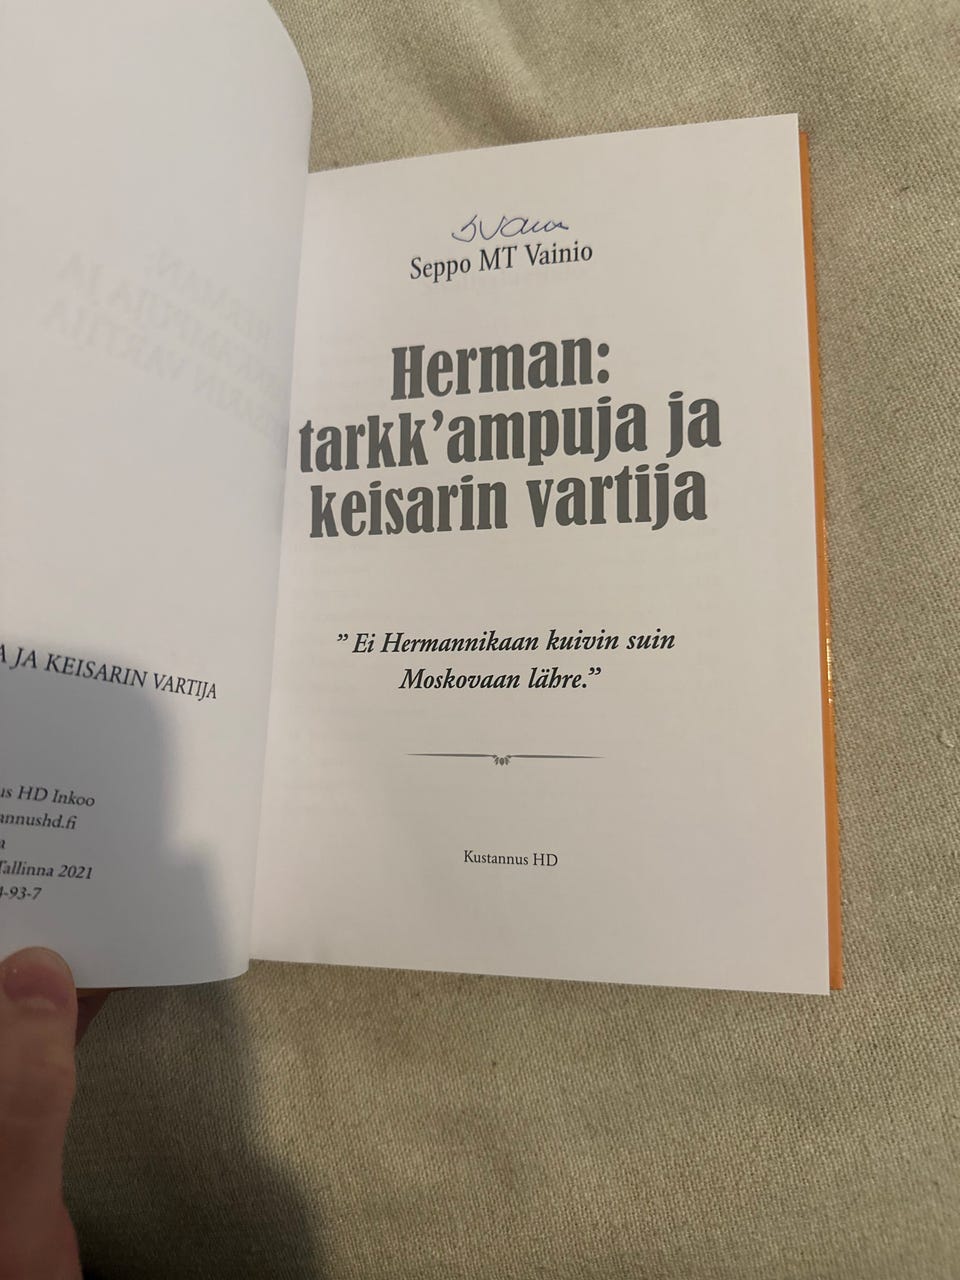 A JA KEISARIN VARTIJA
us HD Inkoo
annushd.fi
a
Tallinna 2021
4-93-7
Seppo MT Vainio
Herman:
tarkk’ampuja ja
keisarin vartija
” Ei Hermannikaan kuivin suin
Moskovaan lähre.”
Kustannus HD